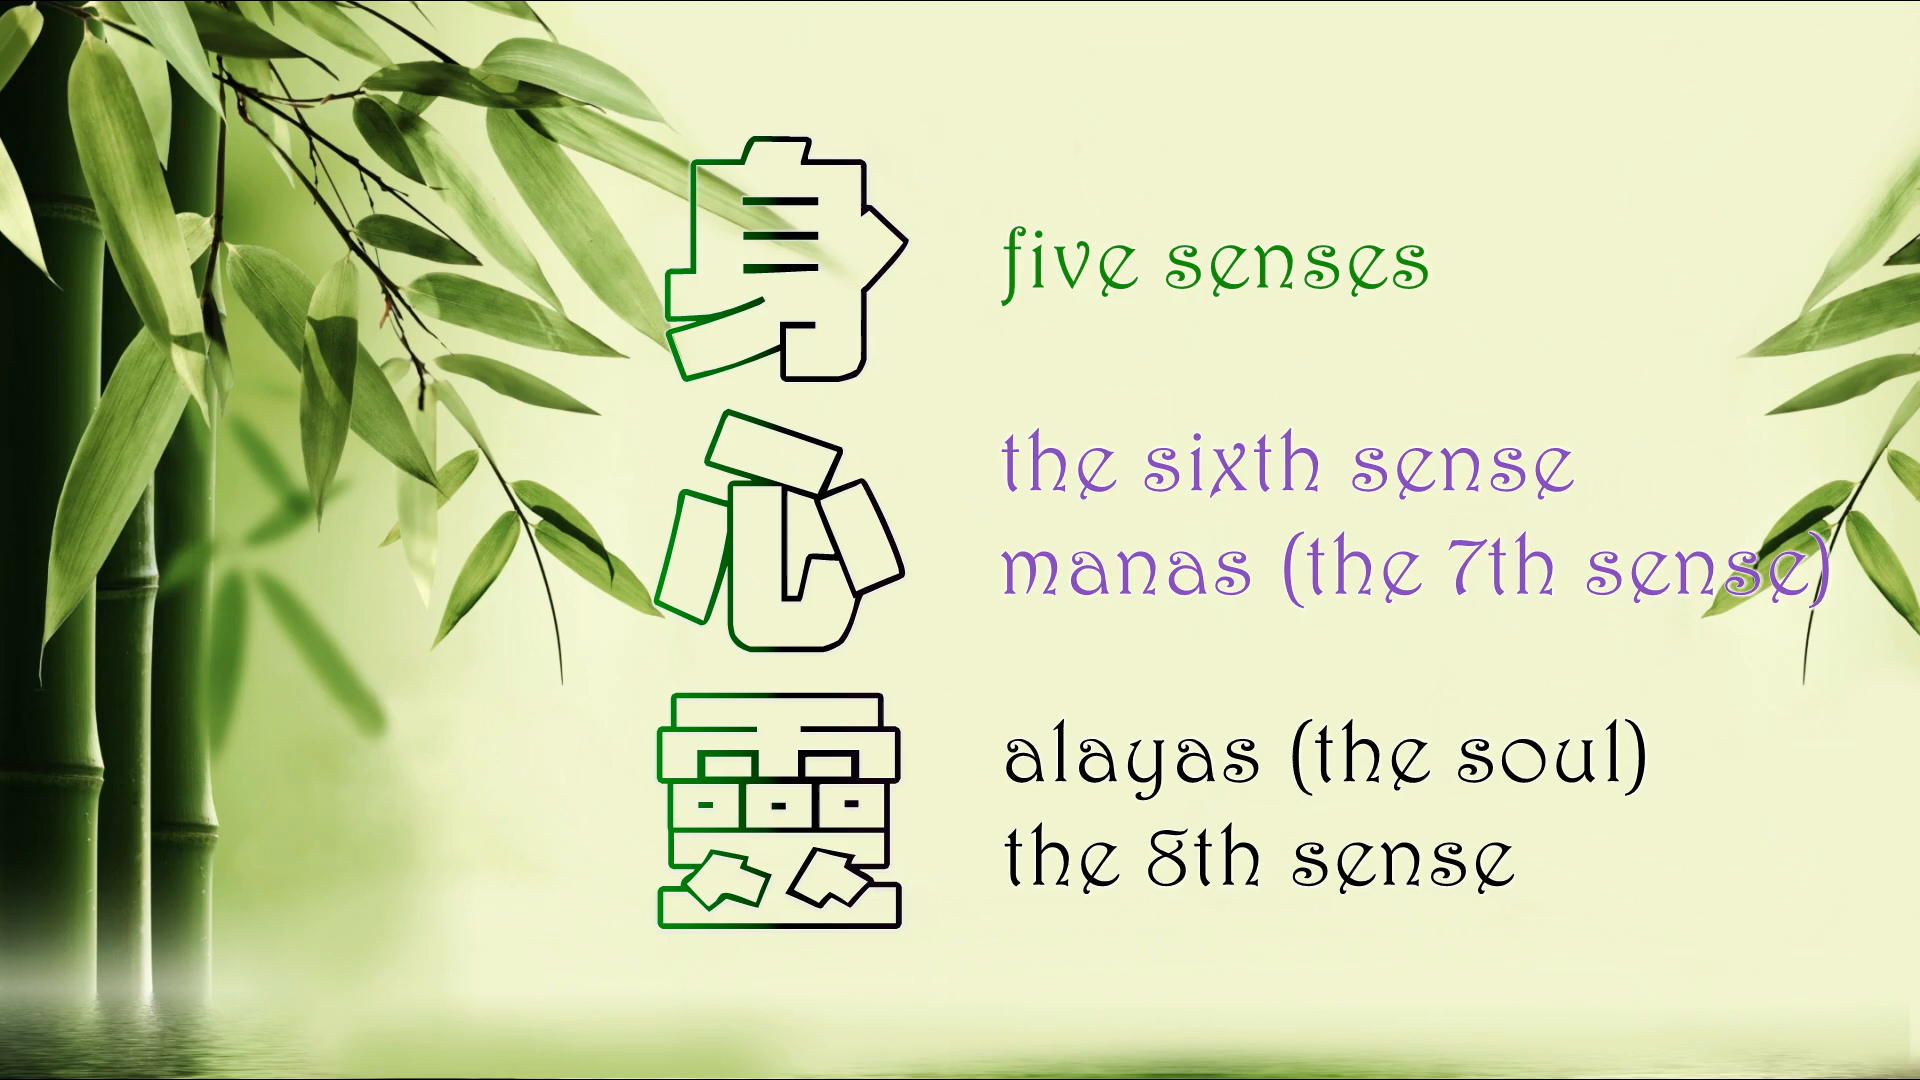 身
five senses
心
the sixth sense
manas (the 7th sense)
靈
alayas (the soul)
the 8th sense